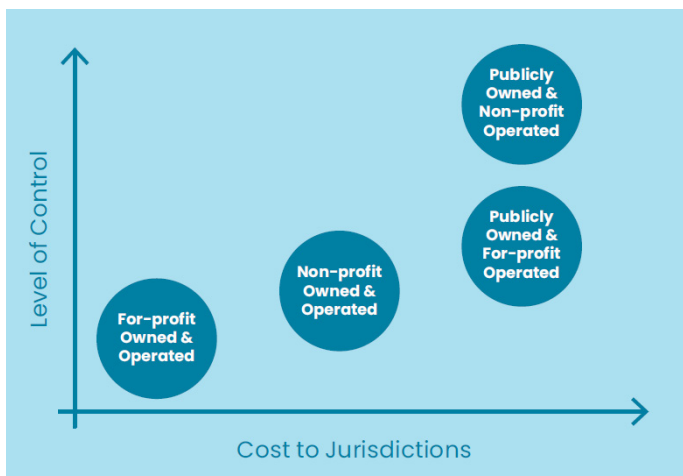 Publicly
Owned &
Non-profit
Operated
Publicly
Owned &
For-profit
Operated
Non-profit
Owned &
Operated
For-profit
Owned &
Operated
Level of Control
Cost to Jurisdictions